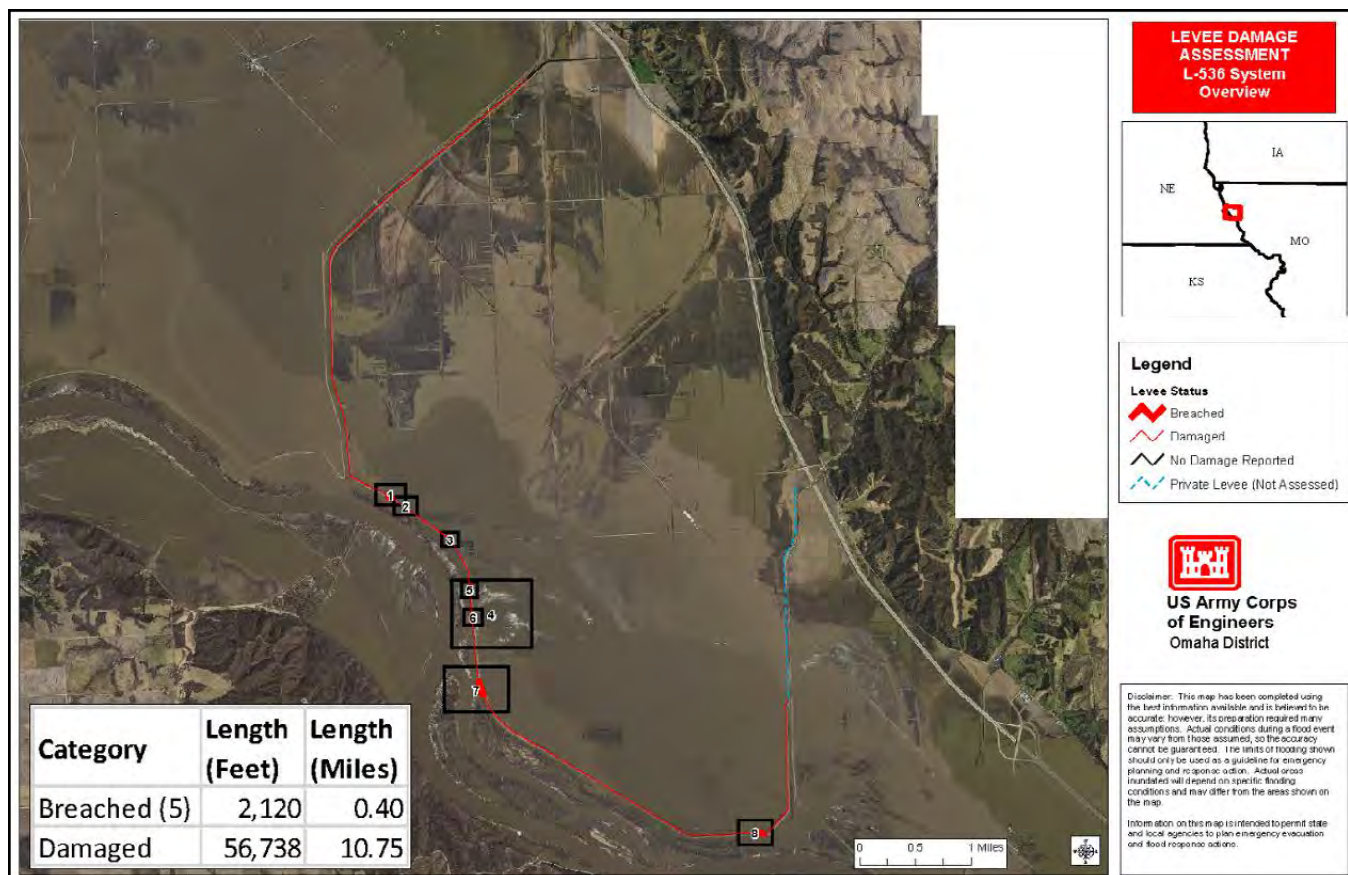 LEVEE DAMAGE
ASSESSMENT
L-536 System
Overview
IA
NE
MO
KS
Legend
Levee Status
Breached
Damaged
No Damage Reported
Private Levee (Not Assessed)
US Army Corps
of Engineers
Omaha District
Disclaimer: This map has been completed using
the best information available and is believed to be
accurate; however, its preparation required many
assumptions. Actual conditions during a flood event
may vary from those assumed, so the accuracy
cannot be guaranteed. The limits of flooding shown
should only be used as a guideline for emergency
planning and response action. Actual areas
inundated will depend on specific flooding
conditions and may differ from the areas shown on
the map.
Information on this map is intended to permit state
and local agencies to plan emergency evacuation
and flood response actions.
1
2
3
5
6
4
7
8
Category
Length
(Feet)
Length
(Miles)
Breached (5) 2,120 0.40
Damaged 56,738 10.75
0 0.5 1 Miles